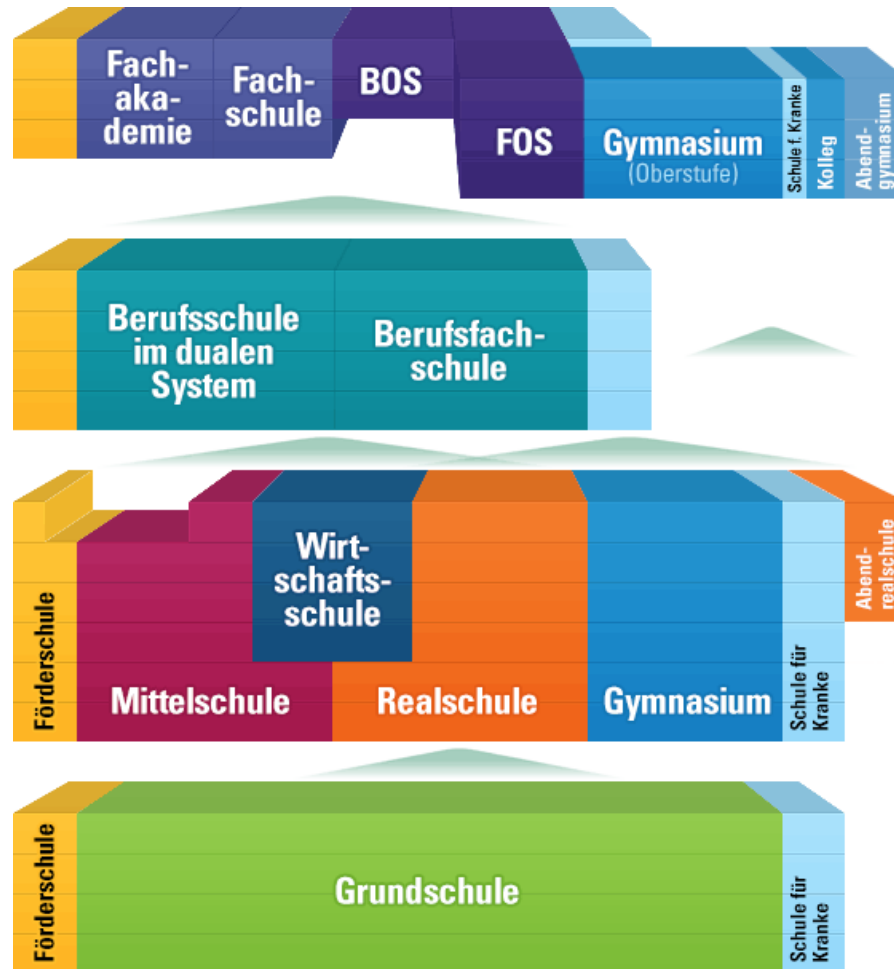 Fach-
aka-
demie
Fach-
schule
BOS
FOS
Gymnasium
(Oberstufe)
Schule f. Kranke
Kolleg
Abend-
gymnasium
Berufsschule
im dualen
System
Berufsfach-
schule
Förderschule
Mittelschule
Wirt-
schafts-
schule
Realschule
Gymnasium
Schule für
Kranke
Abend-
realschule
Förderschule
Grundschule
Schule für
Kranke